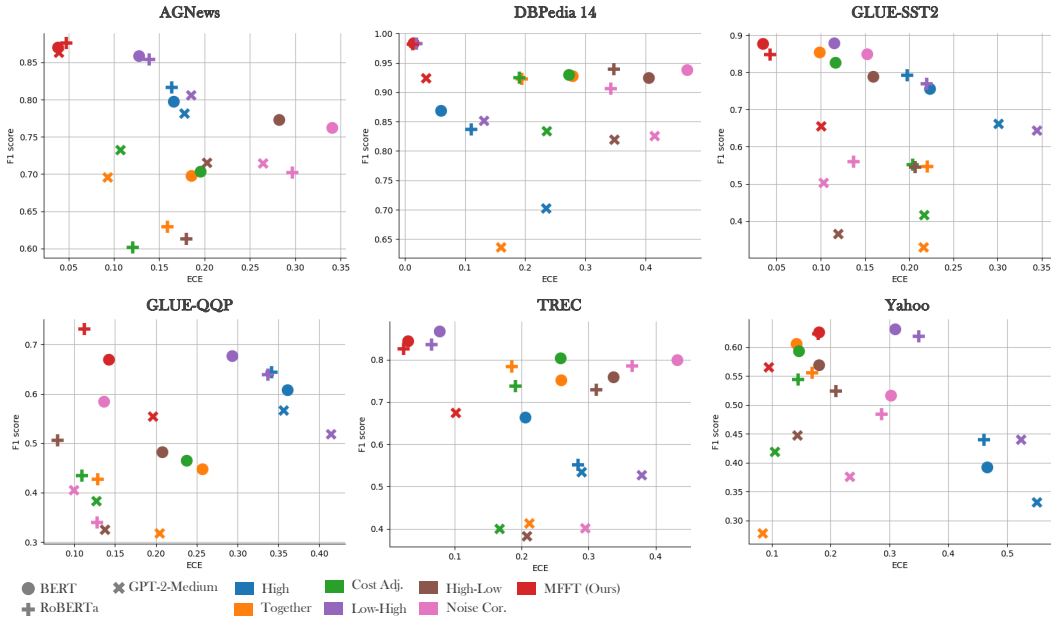 AGNews
0.85
0.80
0.75
0.70
0.65
0.60
F1 score
0.05 0.10 0.15 0.20 0.25 0.30 0.35
ECE
DBPedia 14
1.00
0.95
0.90
0.85
0.80
0.75
0.70
0.65
F1 score
0.0 0.1 0.2 0.3 0.4
ECE
GLUE-SST2
0.9
0.8
0.7
0.6
0.5
0.4
F1 score
0.05 0.10 0.15 0.20 0.25 0.30 0.35
ECE
GLUE-QQP
0.7
0.6
0.5
0.4
0.3
F1 score
0.10 0.15 0.20 0.25 0.30 0.35 0.40
ECE
TREC
0.8
0.7
0.6
0.5
0.4
F1 score
0.1 0.2 0.3 0.4
ECE
Yahoo
0.60
0.55
0.50
0.45
0.40
0.35
0.30
F1 score
0.1 0.2 0.3 0.4 0.5
ECE
BERT GPT-2-Medium High Cost Adj. High-Low MFFT (Ours)
RoBERTa Together Low-High Noise Cor.